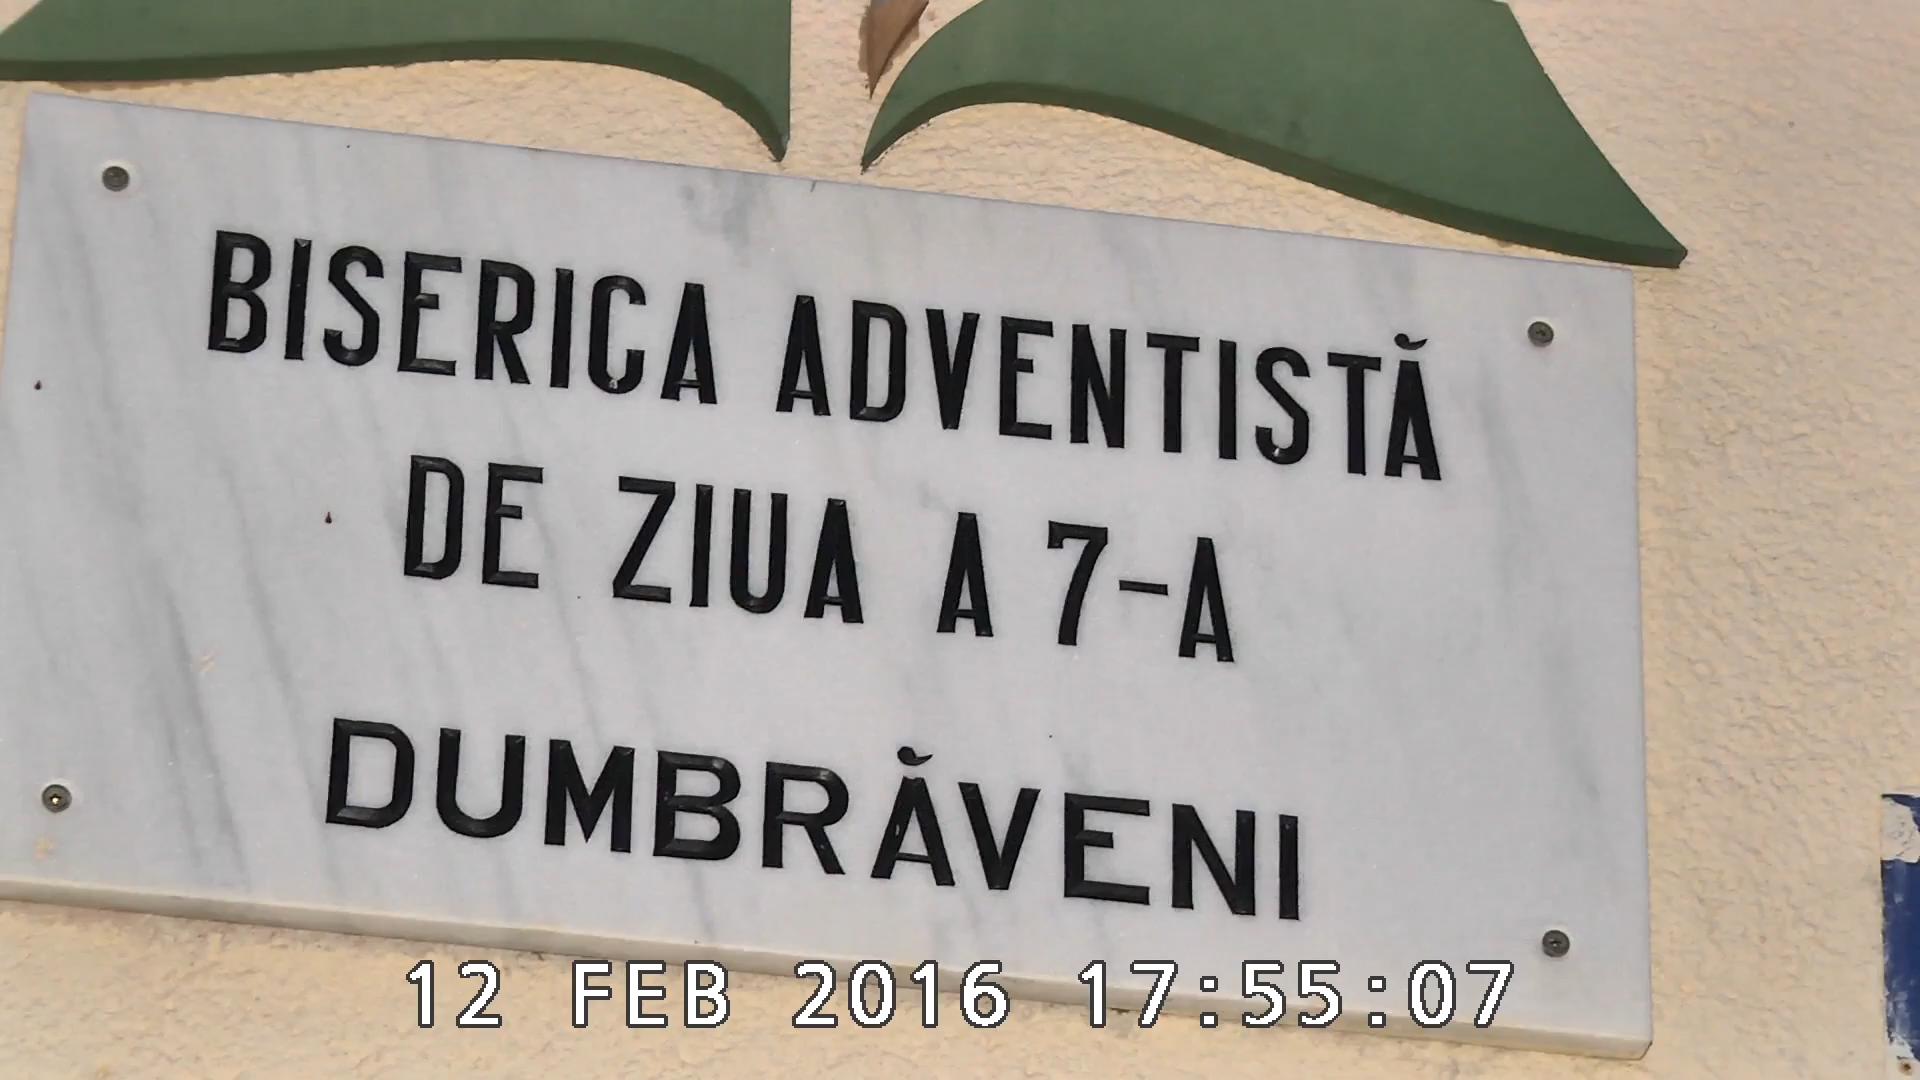 BISERICA ADVENTISTĂ
DE ZIUA A 7-A
DUMBRĂVENI
12 FEB 2016 17:55:07